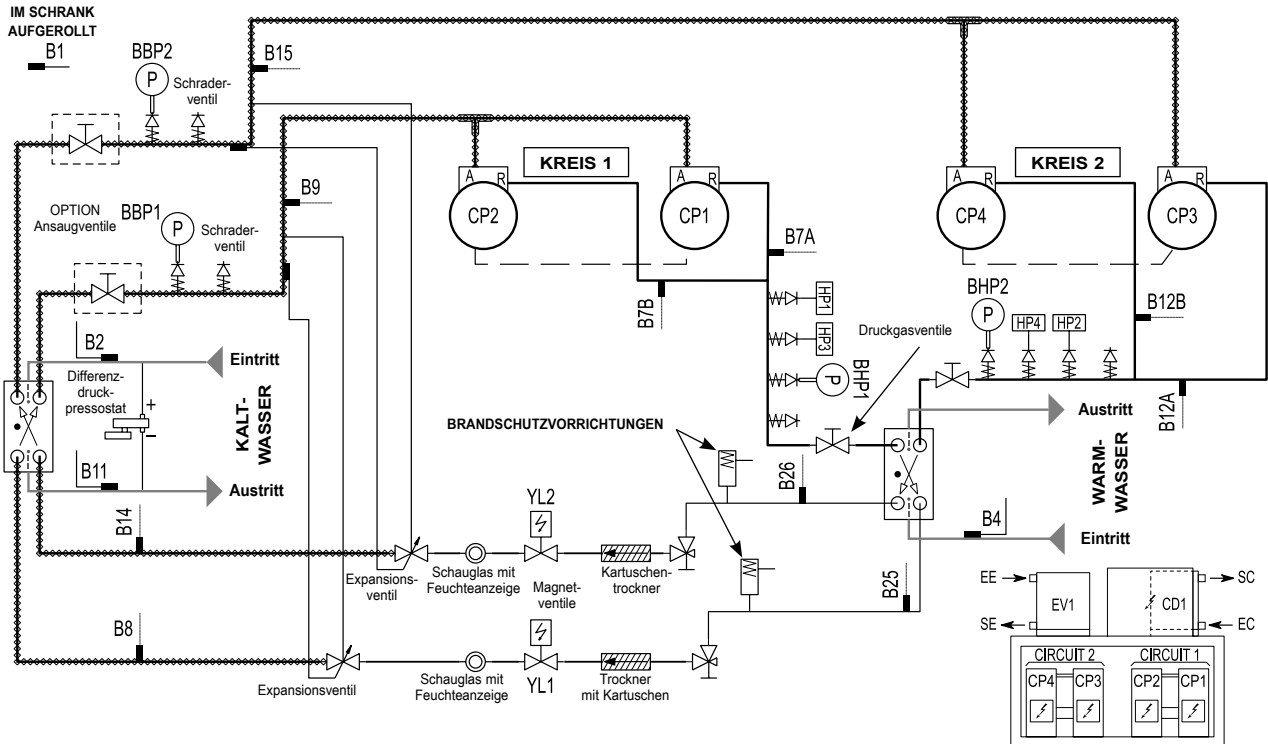 IM SCHRANK
AUFGEROLLT
B1
BBP2
P
Schrader-
ventil
B15
OPTION
Ansaugventile
BBP1
P
Schrader-
ventil
B9
KREIS 1
A R
CP2
A R
CP1
KREIS 2
A R
CP4
A R
CP3
B7A
B7B
HP1
HP3
P
BHP1
Druckgasventile
BHP2
P
HP4
HP2
B12B
B12A
B2
Eintritt
Differenz-
druck-
pressostat
+
−
KALT-
WASSER
B11
Austritt
B14
BRANDSCHUTZVORRICHTUNGEN
B26
Austritt
WARM-
WASSER
B4
Eintritt
B25
YL2
Expansions-
ventil
Schauglas mit
Feuchteanzeige
Magnet-
ventile
Kartuschen-
trockner
B8
Expansionsventil
Schauglas mit
Feuchteanzeige
YL1
Trockner
mit Kartuschen
EE
SE
EV1
CD1
SC
EC
CIRCUIT 2
CIRCUIT 1
CP4
CP3
CP2
CP1